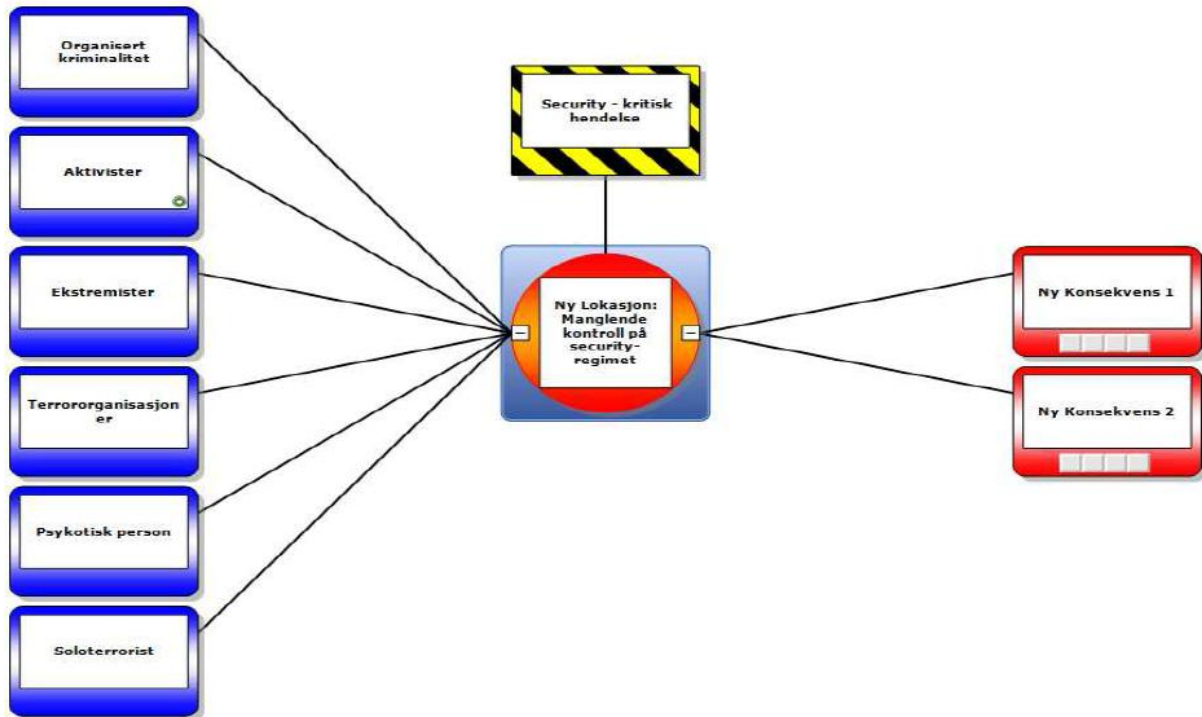 Organisert
kriminalitet
Aktivister
Ekstremister
Terrororganisasjon
er
Psykotisk person
Soloterrorist
Security - kritisk
hendelse
Ny Lokasjon:
Manglende
kontroll på
security-
regimet
Ny Konsekvens 1
Ny Konsekvens 2